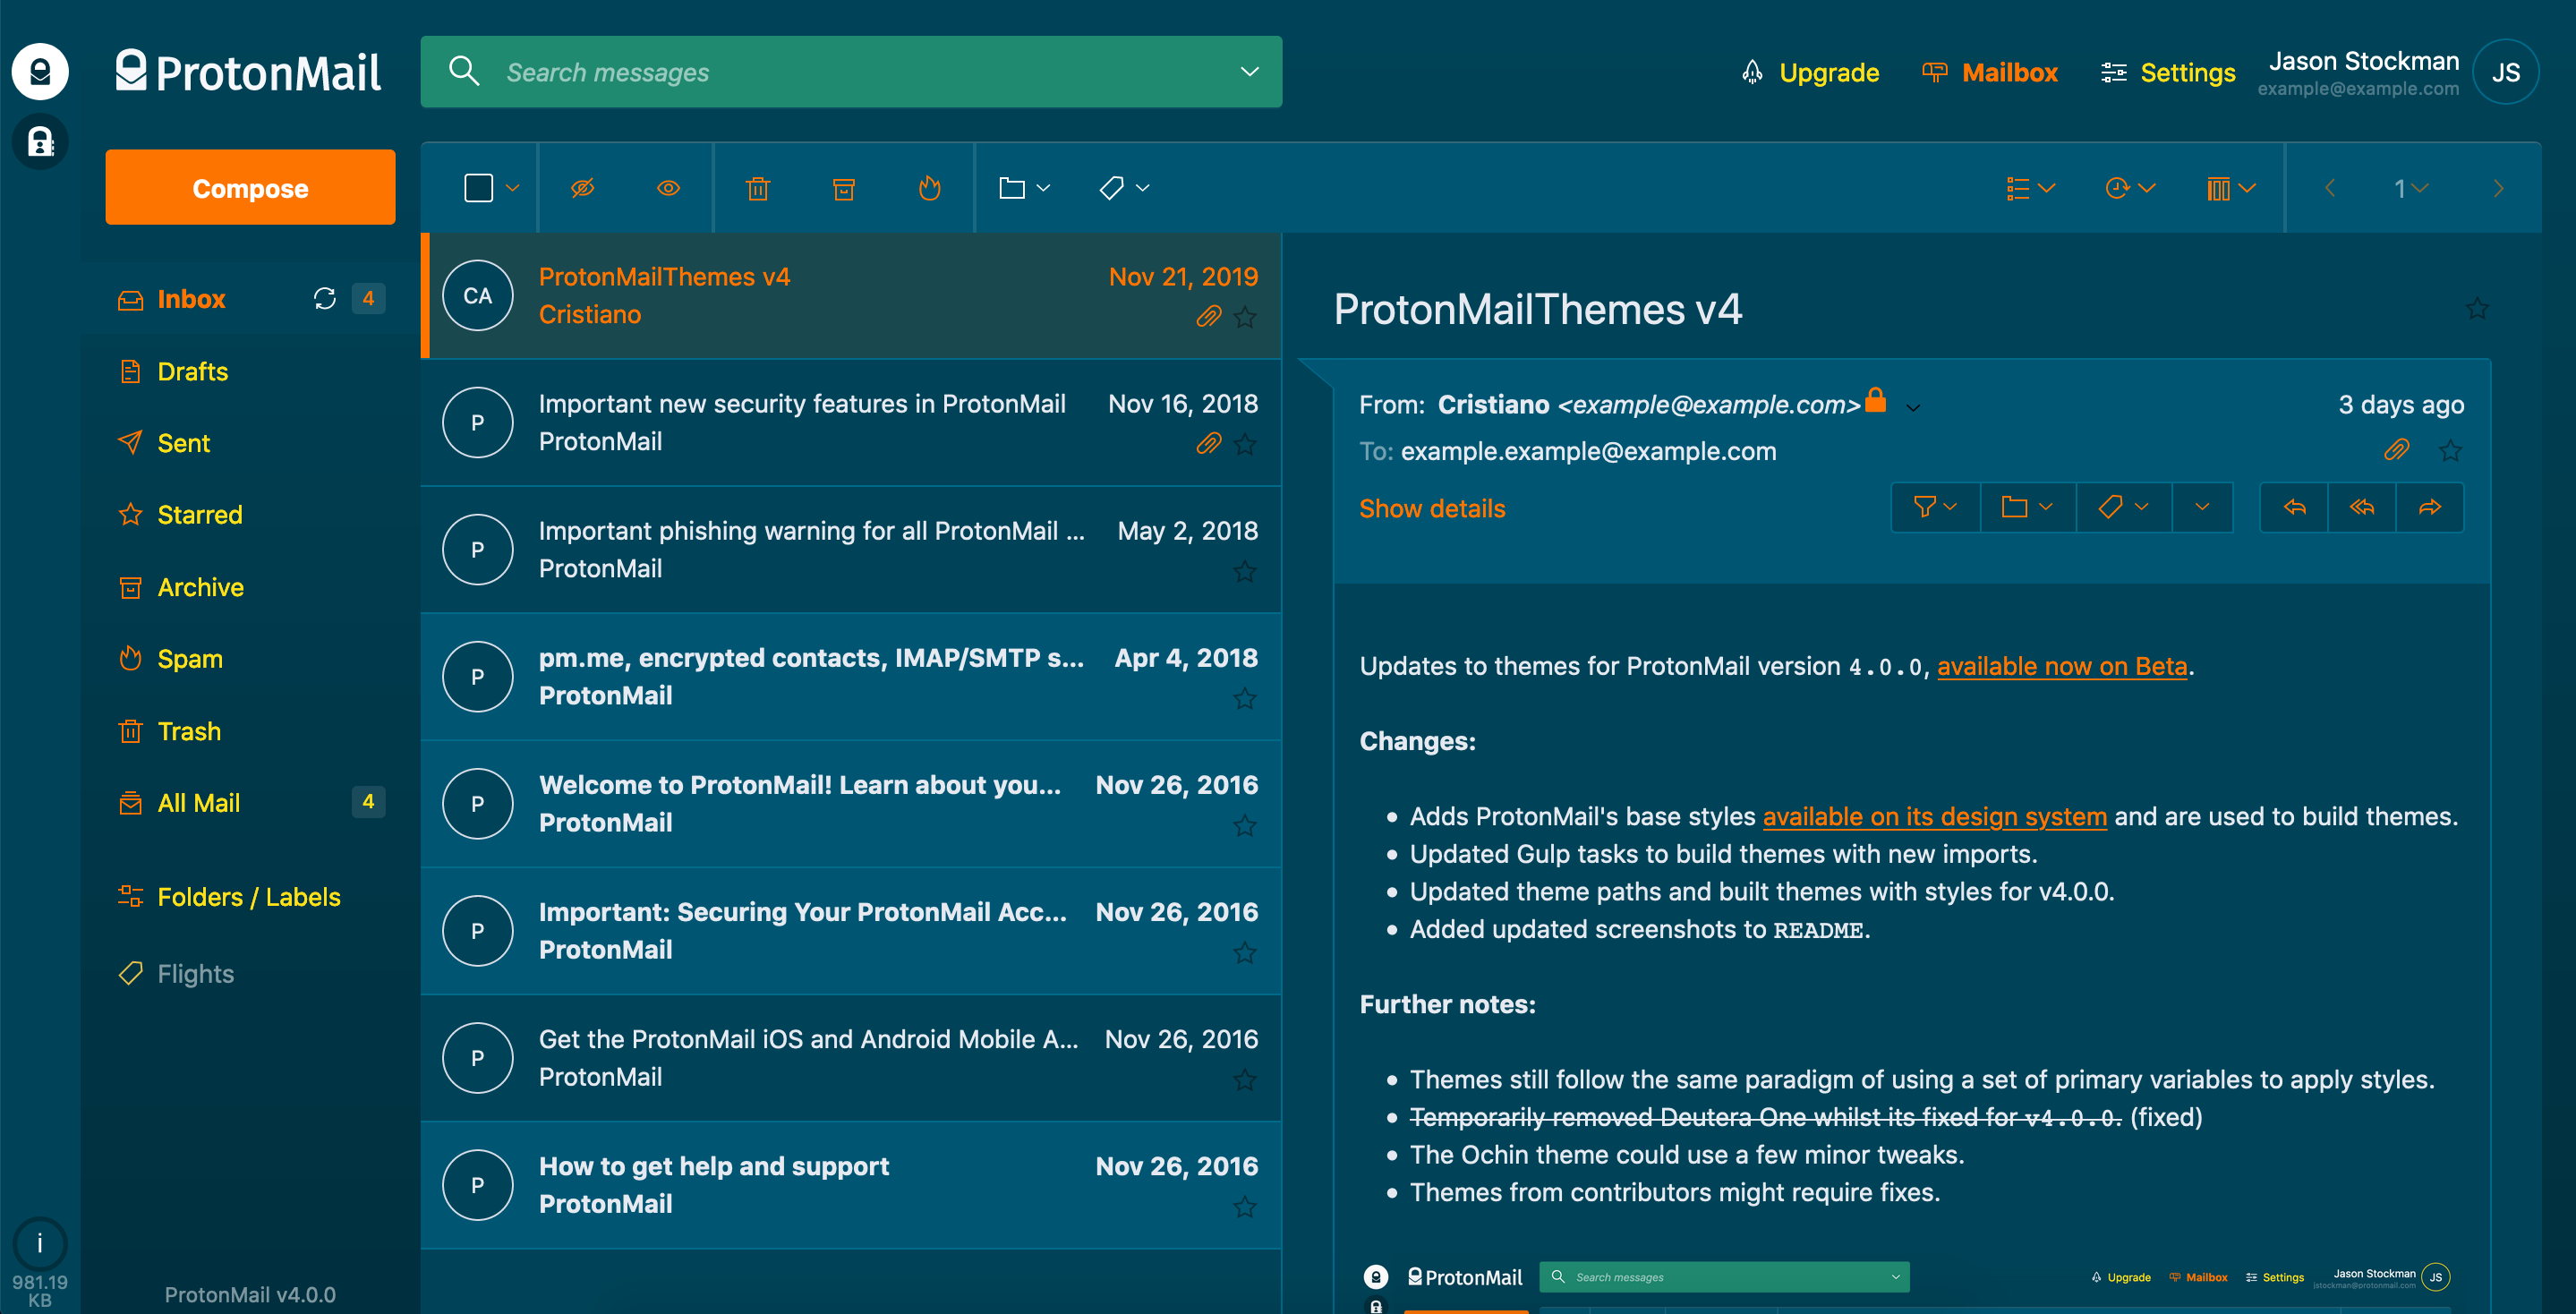 ProtonMail
Search messages
Upgrade
Mailbox
Settings
Jason Stockman
example@example.com
JS
Compose
1
Inbox
4
Drafts
Sent
Starred
Archive
Spam
Trash
All Mail
4
Folders / Labels
Flights
i
981.19
KB
ProtonMail v4.0.0
CA
ProtonMailThemes v4
Nov 21, 2019
Cristiano
P
Important new security features in ProtonMail
Nov 16, 2018
ProtonMail
P
Important phishing warning for all ProtonMail ...
May 2, 2018
ProtonMail
P
pm.me, encrypted contacts, IMAP/SMTP s...
Apr 4, 2018
ProtonMail
P
Welcome to ProtonMail! Learn about you...
Nov 26, 2016
ProtonMail
P
Important: Securing Your ProtonMail Acc...
Nov 26, 2016
ProtonMail
P
Get the ProtonMail iOS and Android Mobile A...
Nov 26, 2016
ProtonMail
P
How to get help and support
Nov 26, 2016
ProtonMail
ProtonMailThemes v4
From: Cristiano <example@example.com>
3 days ago
To: example.example@example.com
Show details
Updates to themes for ProtonMail version 4.0.0, available now on Beta.
Changes:
• Adds ProtonMail's base styles available on its design system and are used to build themes.
• Updated Gulp tasks to build themes with new imports.
• Updated theme paths and built themes with styles for v4.0.0.
• Added updated screenshots to README.
Further notes:
• Themes still follow the same paradigm of using a set of primary variables to apply styles.
• Temporarily removed Deutera One whilst its fixed for v4.0.0. (fixed)
• The Ochin theme could use a few minor tweaks.
• Themes from contributors might require fixes.
ProtonMail
Search messages
Upgrade
Mailbox
Settings
Jason Stockman
jstockman@protonmail.com
JS